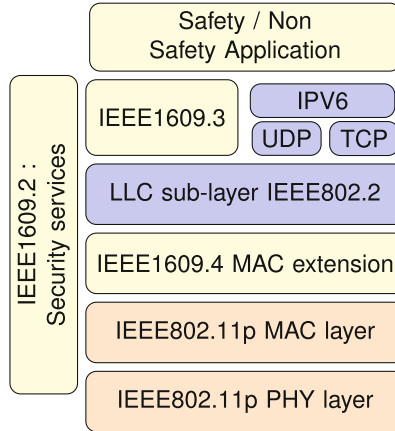 Safety / Non
Safety Application
IEEE1609.2 :
Security services
IEEE1609.3
IPV6
UDP
TCP
LLC sub-layer IEEE802.2
IEEE1609.4 MAC extension
IEEE802.11p MAC layer
IEEE802.11p PHY layer